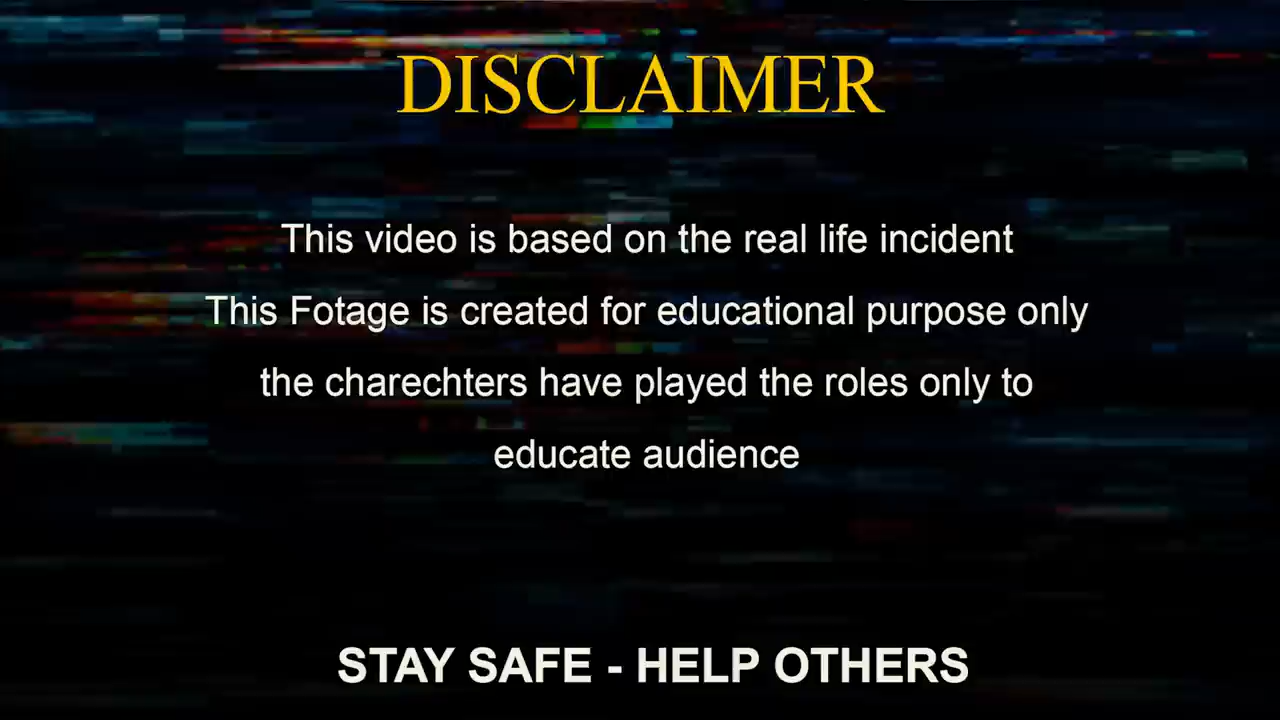 DISCLAIMER
This video is based on the real life incident
This Fotage is created for educational purpose only
the charechters have played the roles only to
educate audience
STAY SAFE - HELP OTHERS